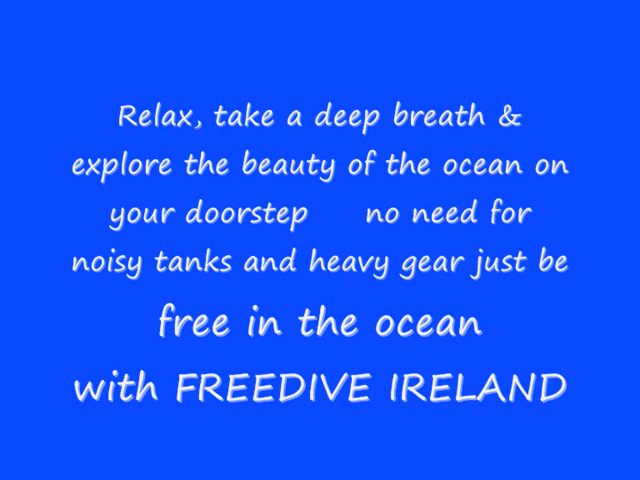 Relax, take a deep breath &
explore the beauty of the ocean on
your doorstep no need for
noisy tanks and heavy gear just be
free in the ocean
with FREEDIVE IRELAND